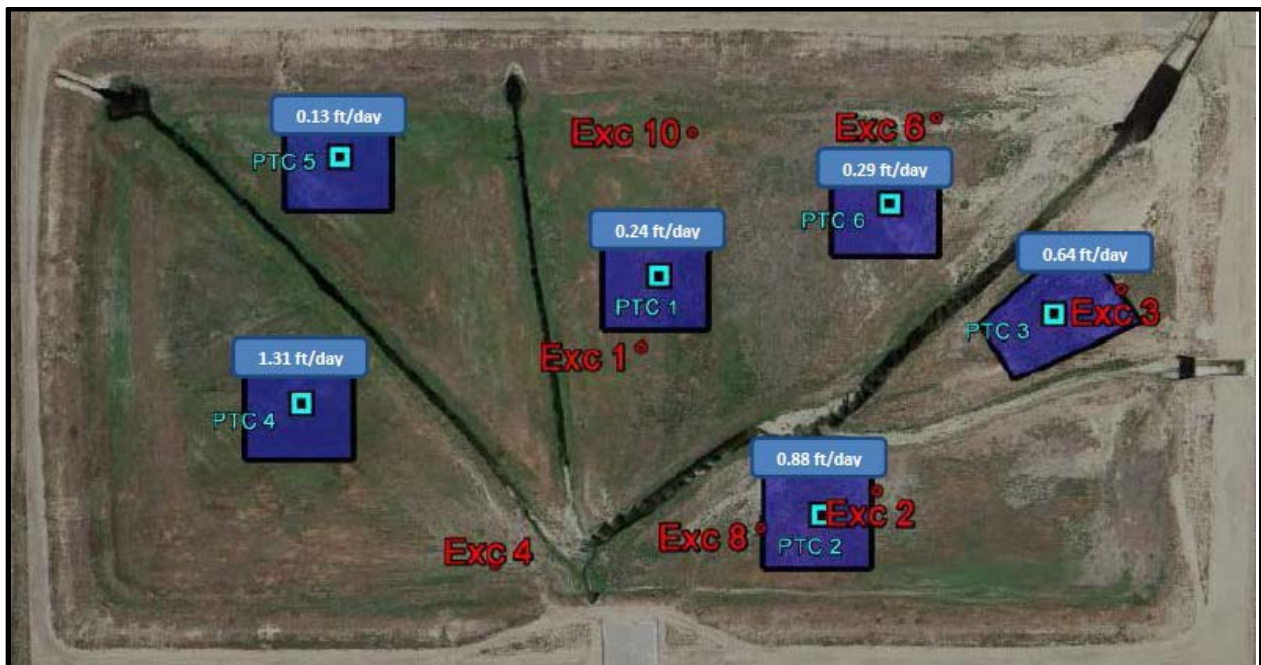 0.13 ft/day
PTC 5
Exc 10
Exc 6
0.29 ft/day
PTC 6
0.24 ft/day
PTC 1
0.64 ft/day
PTC 3
Exc 3
Exc 1
1.31 ft/day
PTC 4
0.88 ft/day
Exc 2
PTC 2
Exc 8
Exc 4